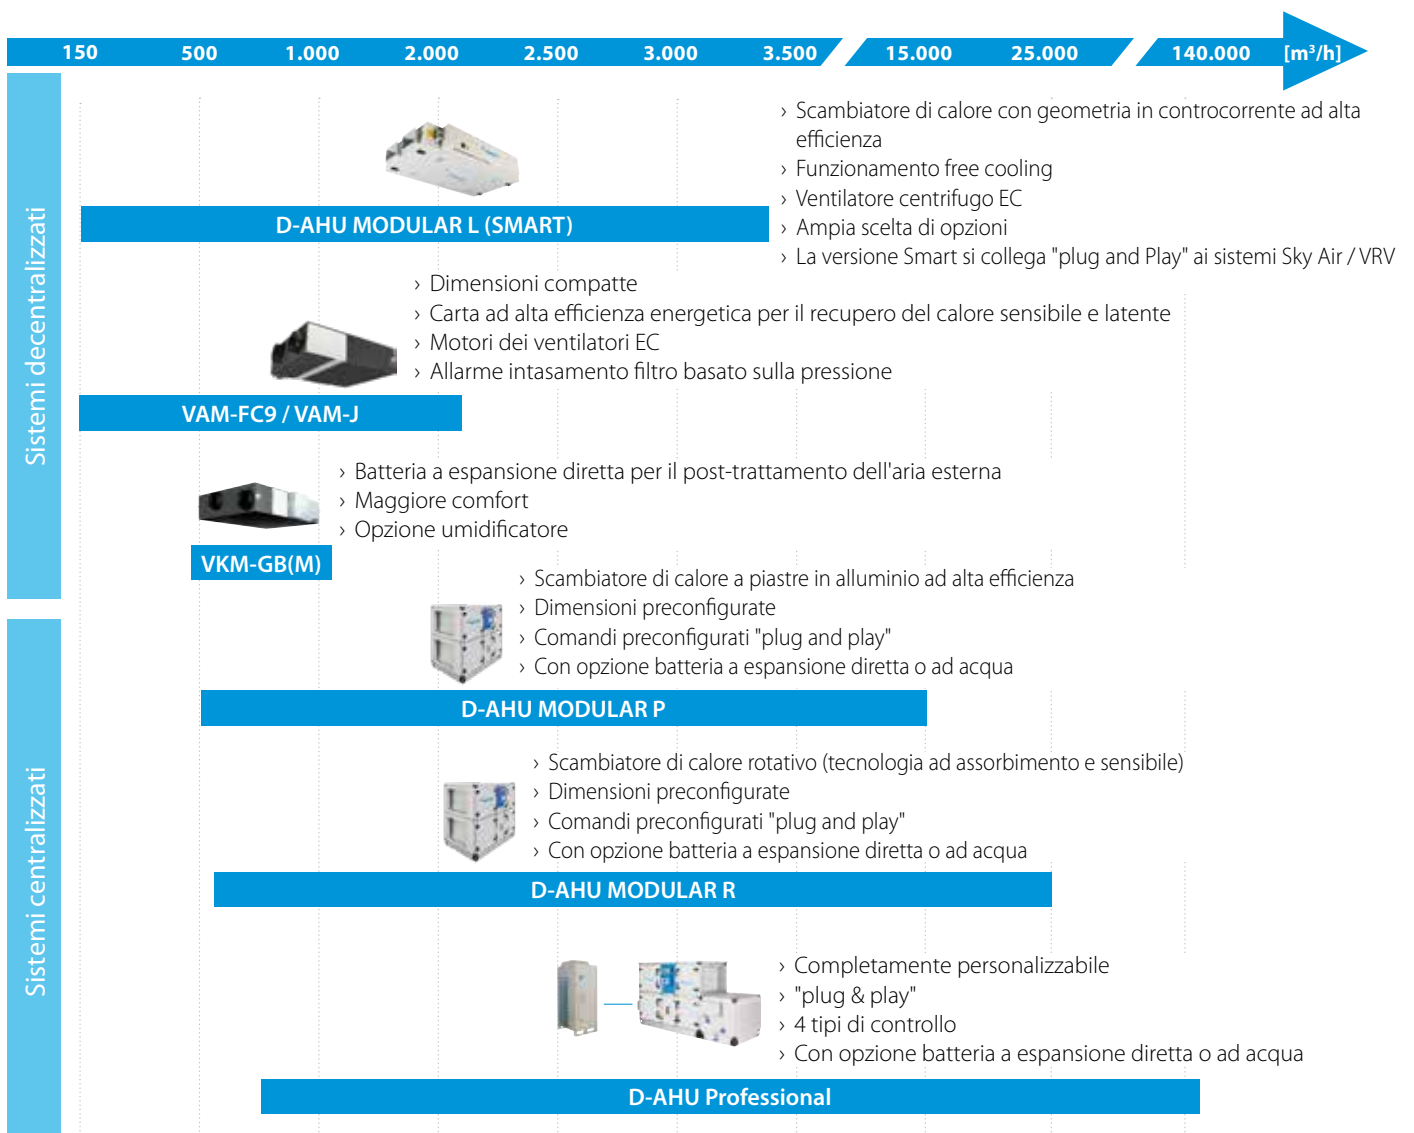 150 500 1.000 2.000 2.500 3.000 3.500 15.000 25.000 140.000 [m³/h]
Sistemi decentralizzati
› Scambiatore di calore con geometria in controcorrente ad alta
efficienza
› Funzionamento free cooling
› Ventilatore centrifugo EC
› Ampia scelta di opzioni
› La versione Smart si collega "plug and Play" ai sistemi Sky Air / VRV
D-AHU MODULAR L (SMART)
› Dimensioni compatte
› Carta ad alta efficienza energetica per il recupero del calore sensibile e latente
› Motori dei ventilatori EC
› Allarme intasamento filtro basato sulla pressione
VAM-FC9 / VAM-J
› Batteria a espansione diretta per il post-trattamento dell'aria esterna
› Maggiore comfort
› Opzione umidificatore
VKM-GB(M)
Sistemi centralizzati
› Scambiatore di calore a piastre in alluminio ad alta efficienza
› Dimensioni preconfigurate
› Comandi preconfigurati "plug and play"
› Con opzione batteria a espansione diretta o ad acqua
D-AHU MODULAR P
› Scambiatore di calore rotativo (tecnologia ad assorbimento e sensibile)
› Dimensioni preconfigurate
› Comandi preconfigurati "plug and play"
› Con opzione batteria a espansione diretta o ad acqua
D-AHU MODULAR R
› Completamente personalizzabile
› "plug & play"
› 4 tipi di controllo
› Con opzione batteria a espansione diretta o ad acqua
D-AHU Professional